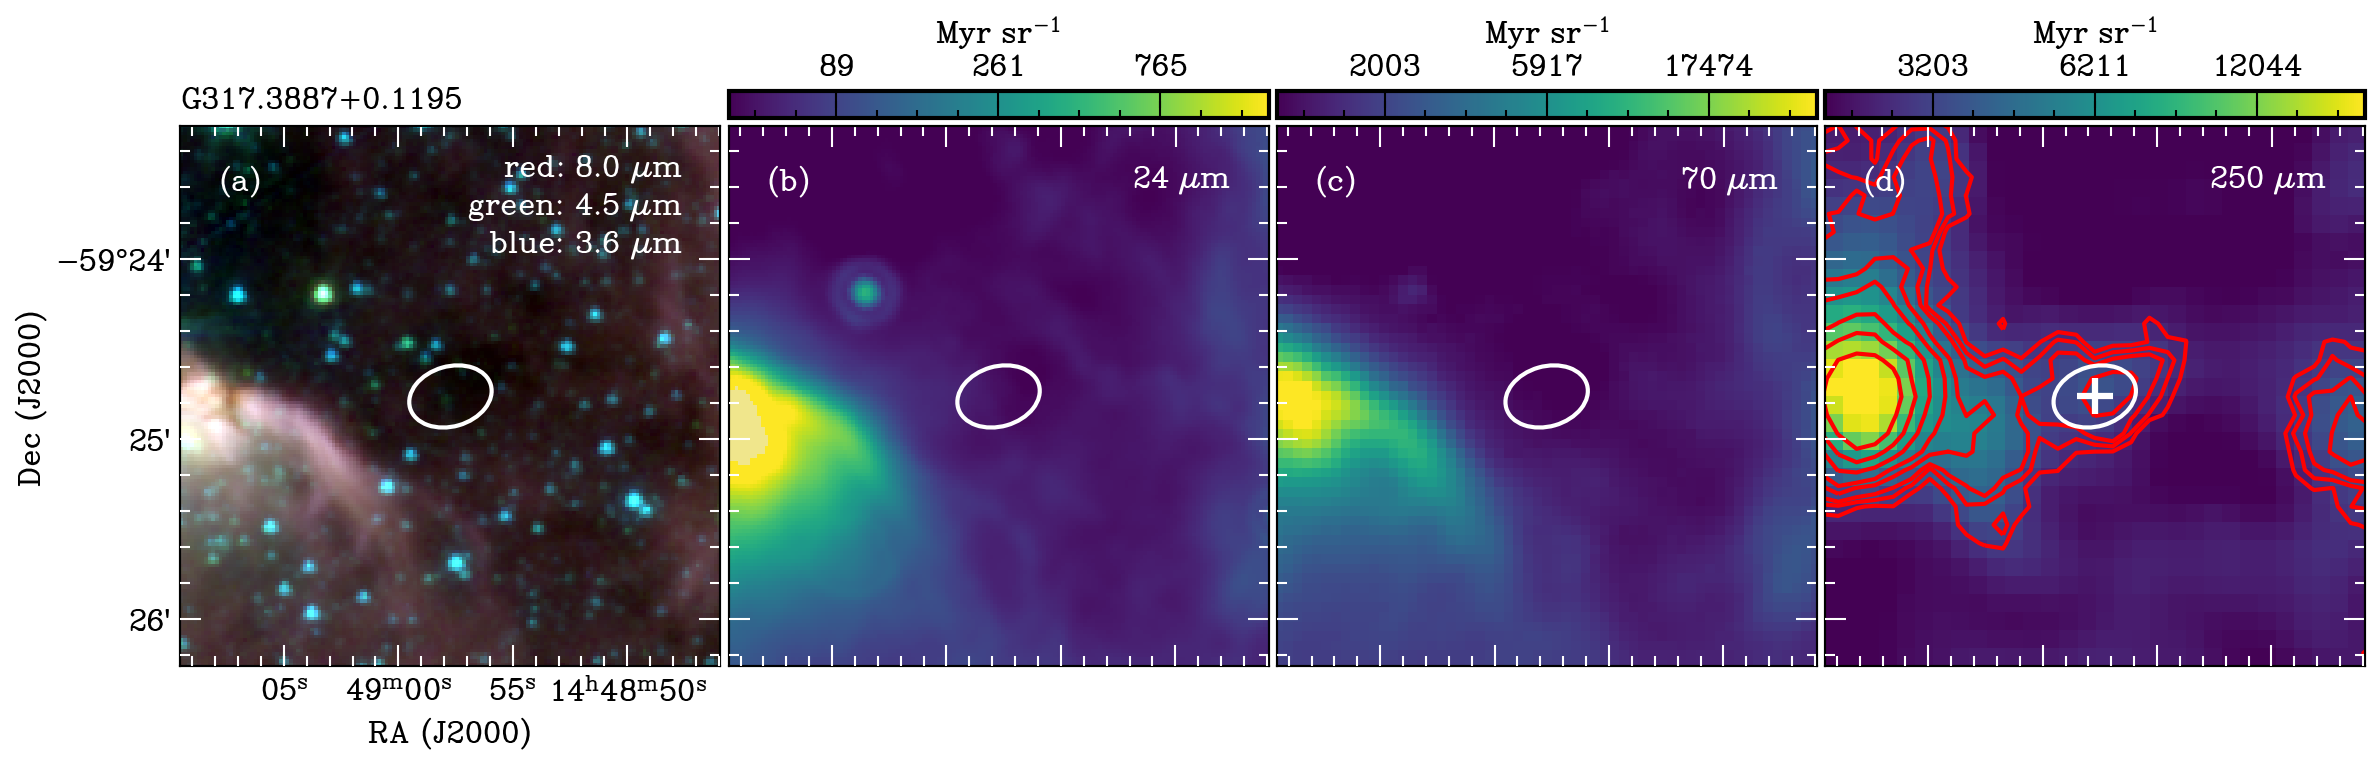 Myr sr⁻¹ Myr sr⁻¹ Myr sr⁻¹
89 261 765 2003 5917 17474 3203 6211 12044
G317.3887+0.1195
(a) red: 8.0 μm
green: 4.5 μm
blue: 3.6 μm
(b) 24 μm
(c) 70 μm
(d) 250 μm
Dec (J2000)
−59°24'
25'
26'
05ˢ 49ᵐ00ˢ 55ˢ 14ʰ48ᵐ50ˢ
RA (J2000)